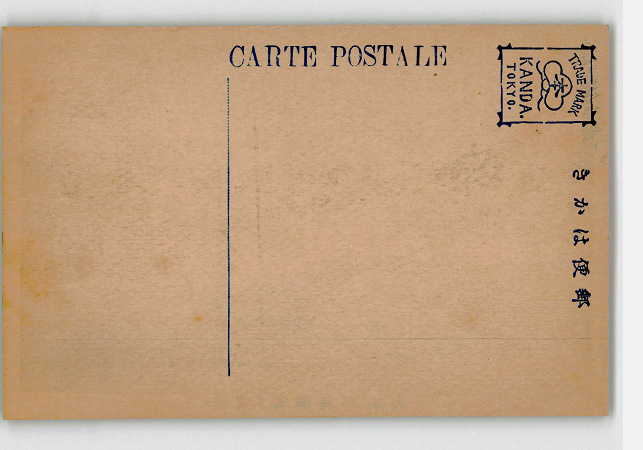 CARTE POSTALE
TRADE MARK
KANDA.
TOKYO.
郵便はかき